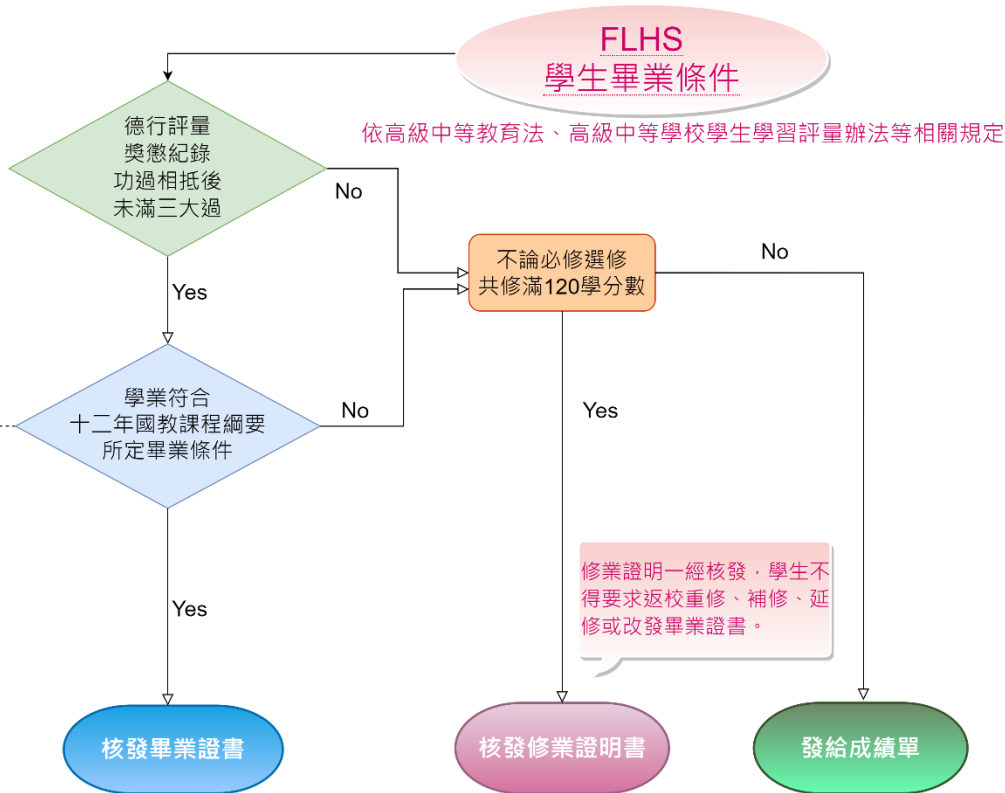 FLHS
學生畢業條件
依高級中等教育法、高級中等學校學生學習評量辦法等相關規定
德行評量
獎懲紀錄
功過相抵後
未滿三大過
No
Yes
不論必修選修
共修滿120學分數
No
學業符合
十二年國教課程綱要
所定畢業條件
No
Yes
Yes
修業證明一經核發，學生不
得要求返校重修、補修、延
修或改發畢業證書。
核發畢業證書
核發修業證明書
發給成績單